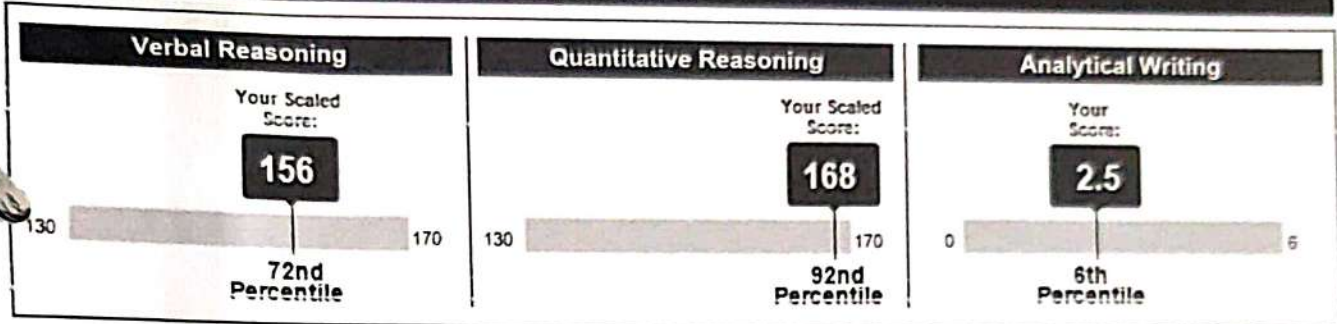 Verbal Reasoning
Your Scaled
Score:
156
130
170
72nd
Percentile
Quantitative Reasoning
Your Scaled
Score:
168
130
170
92nd
Percentile
Analytical Writing
Your
Score:
2.5
0
6
6th
Percentile